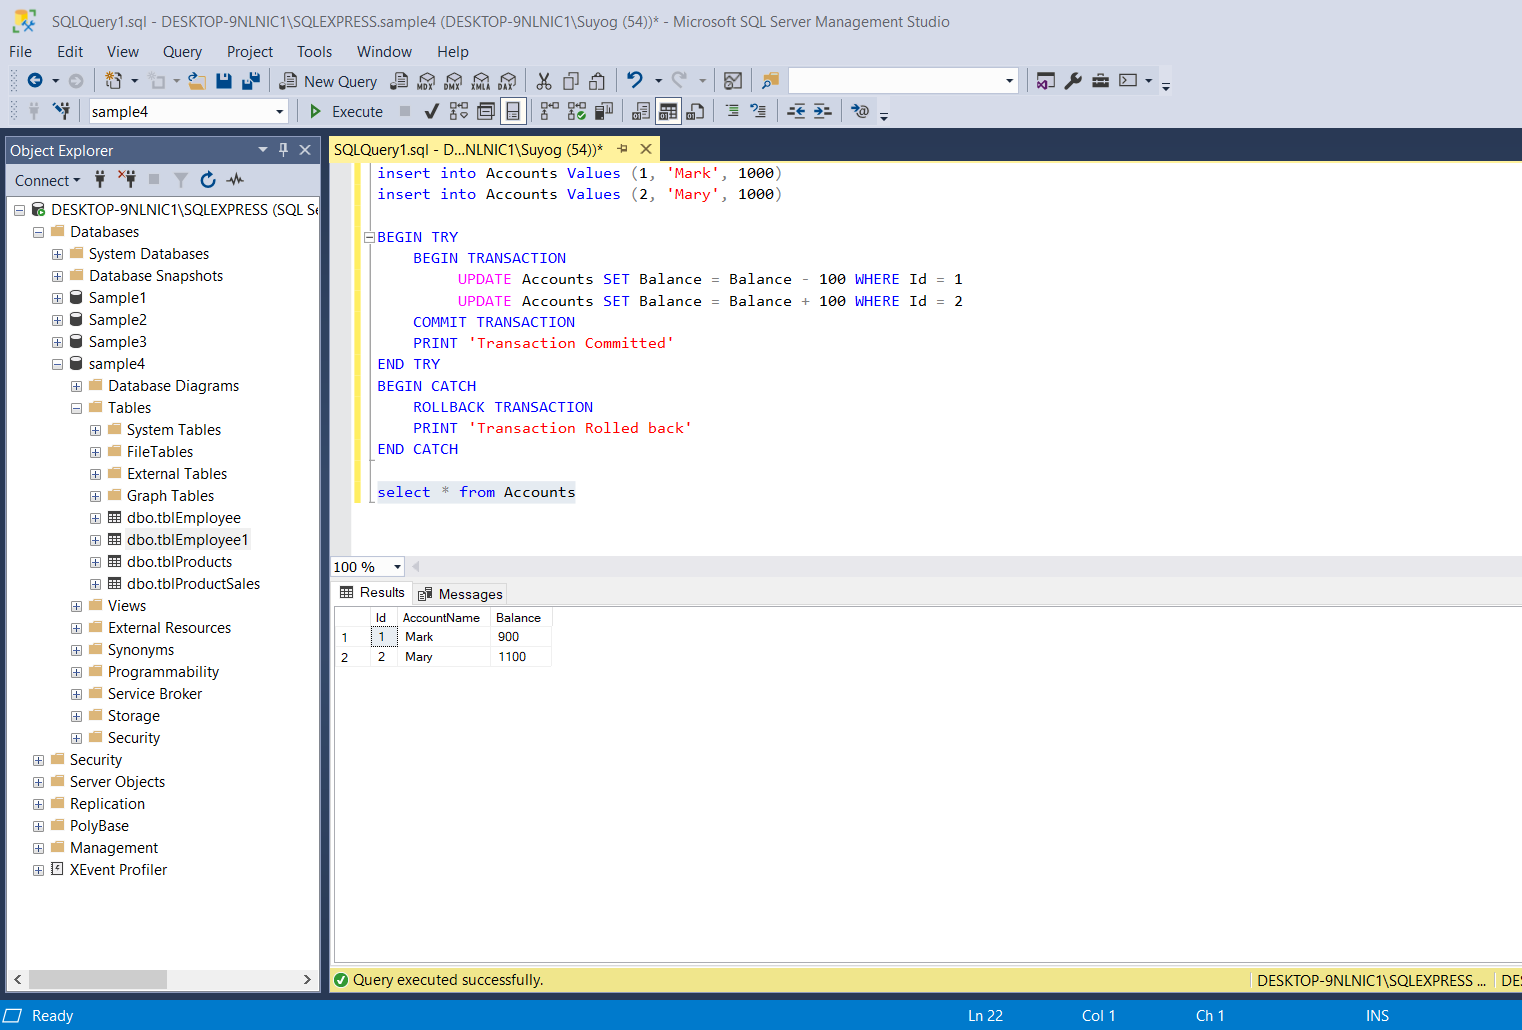 SQLQuery1.sql - DESKTOP-9NLNIC1\SQLEXPRESS.sample4 (DESKTOP-9NLNIC1\Suyog (54))* - Microsoft SQL Server Management Studio
File Edit View Query Project Tools Window Help
New Query MDX DMX XMLA DAX
sample4 Execute
Object Explorer
Connect
DESKTOP-9NLNIC1\SQLEXPRESS (SQL Se
Databases
System Databases
Database Snapshots
Sample1
Sample2
Sample3
sample4
Database Diagrams
Tables
System Tables
FileTables
External Tables
Graph Tables
dbo.tblEmployee
dbo.tblEmployee1
dbo.tblProducts
dbo.tblProductSales
Views
External Resources
Synonyms
Programmability
Service Broker
Storage
Security
Security
Server Objects
Replication
PolyBase
Management
XEvent Profiler
SQLQuery1.sql - D...NLNIC1\Suyog (54))*
insert into Accounts Values (1, 'Mark', 1000)
insert into Accounts Values (2, 'Mary', 1000)
BEGIN TRY
BEGIN TRANSACTION
UPDATE Accounts SET Balance = Balance - 100 WHERE Id = 1
UPDATE Accounts SET Balance = Balance + 100 WHERE Id = 2
COMMIT TRANSACTION
PRINT 'Transaction Committed'
END TRY
BEGIN CATCH
ROLLBACK TRANSACTION
PRINT 'Transaction Rolled back'
END CATCH
select * from Accounts
100 %
Results Messages
Id AccountName Balance
1 1 Mark 900
2 2 Mary 1100
Query executed successfully. DESKTOP-9NLNIC1\SQLEXPRESS ... DES
Ready Ln 22 Col 1 Ch 1 INS